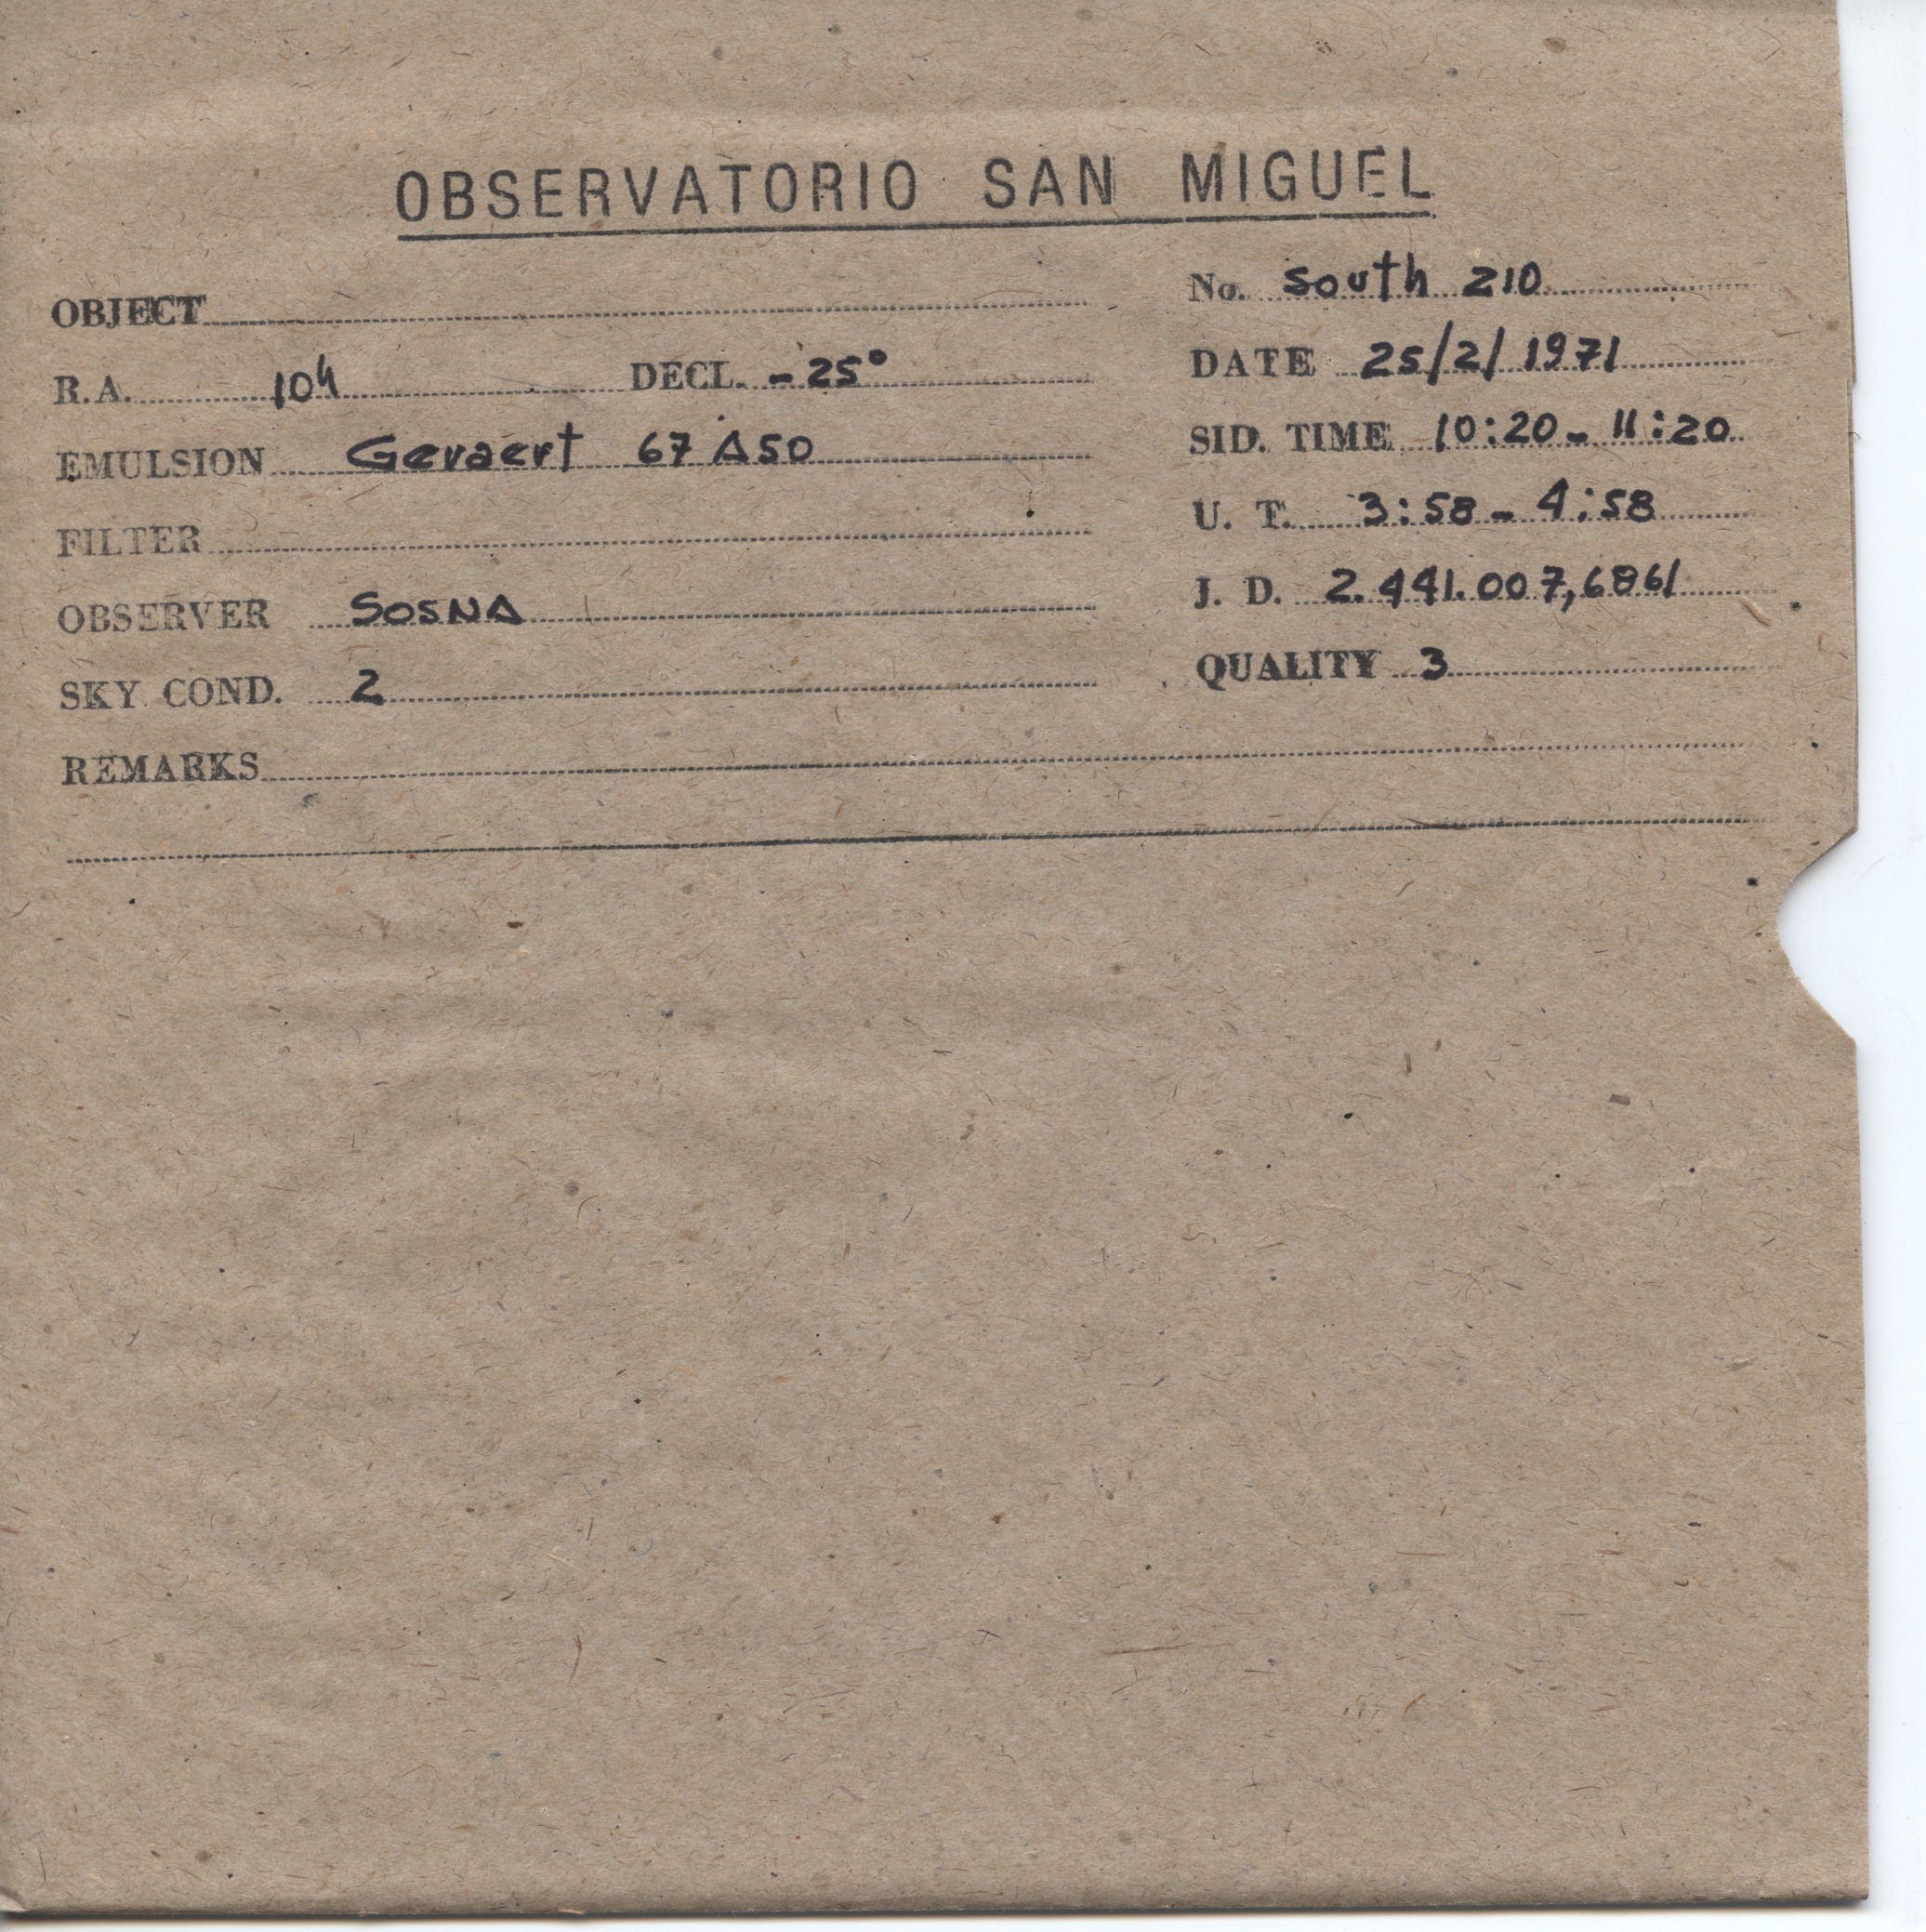 OBSERVATORIO SAN MIGUEL
OBJECT
R.A. 10h DECL. -25°
EMULSION Gevaert 67 A50
FILTER
OBSERVER SOSNA
SKY COND. 2
REMARKS
No. South 210
DATE 25/2/1971
SID. TIME 10:20 - 11:20
U. T. 3:58 - 4:58
J. D. 2.441.007,6861
QUALITY 3